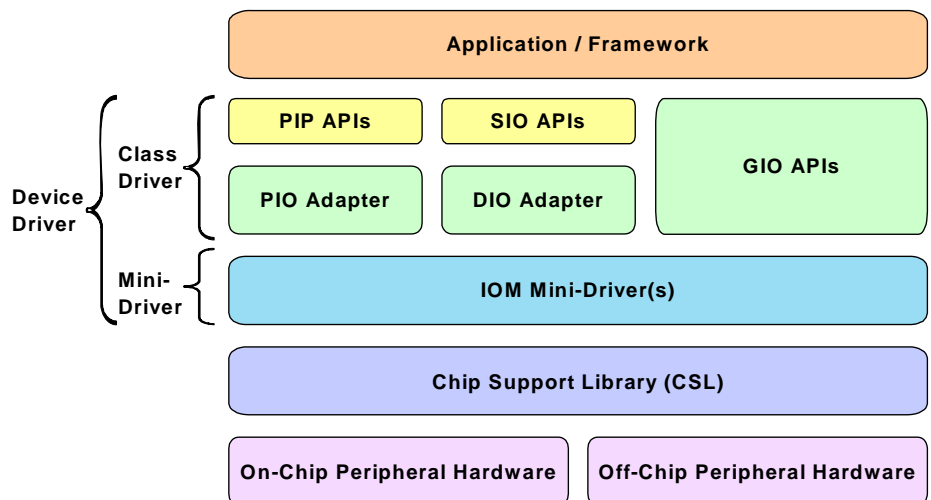 Application / Framework
PIP APIs
SIO APIs
GIO APIs
Class
Driver
PIO Adapter
DIO Adapter
Device
Driver
Mini-
Driver
IOM Mini-Driver(s)
Chip Support Library (CSL)
On-Chip Peripheral Hardware
Off-Chip Peripheral Hardware